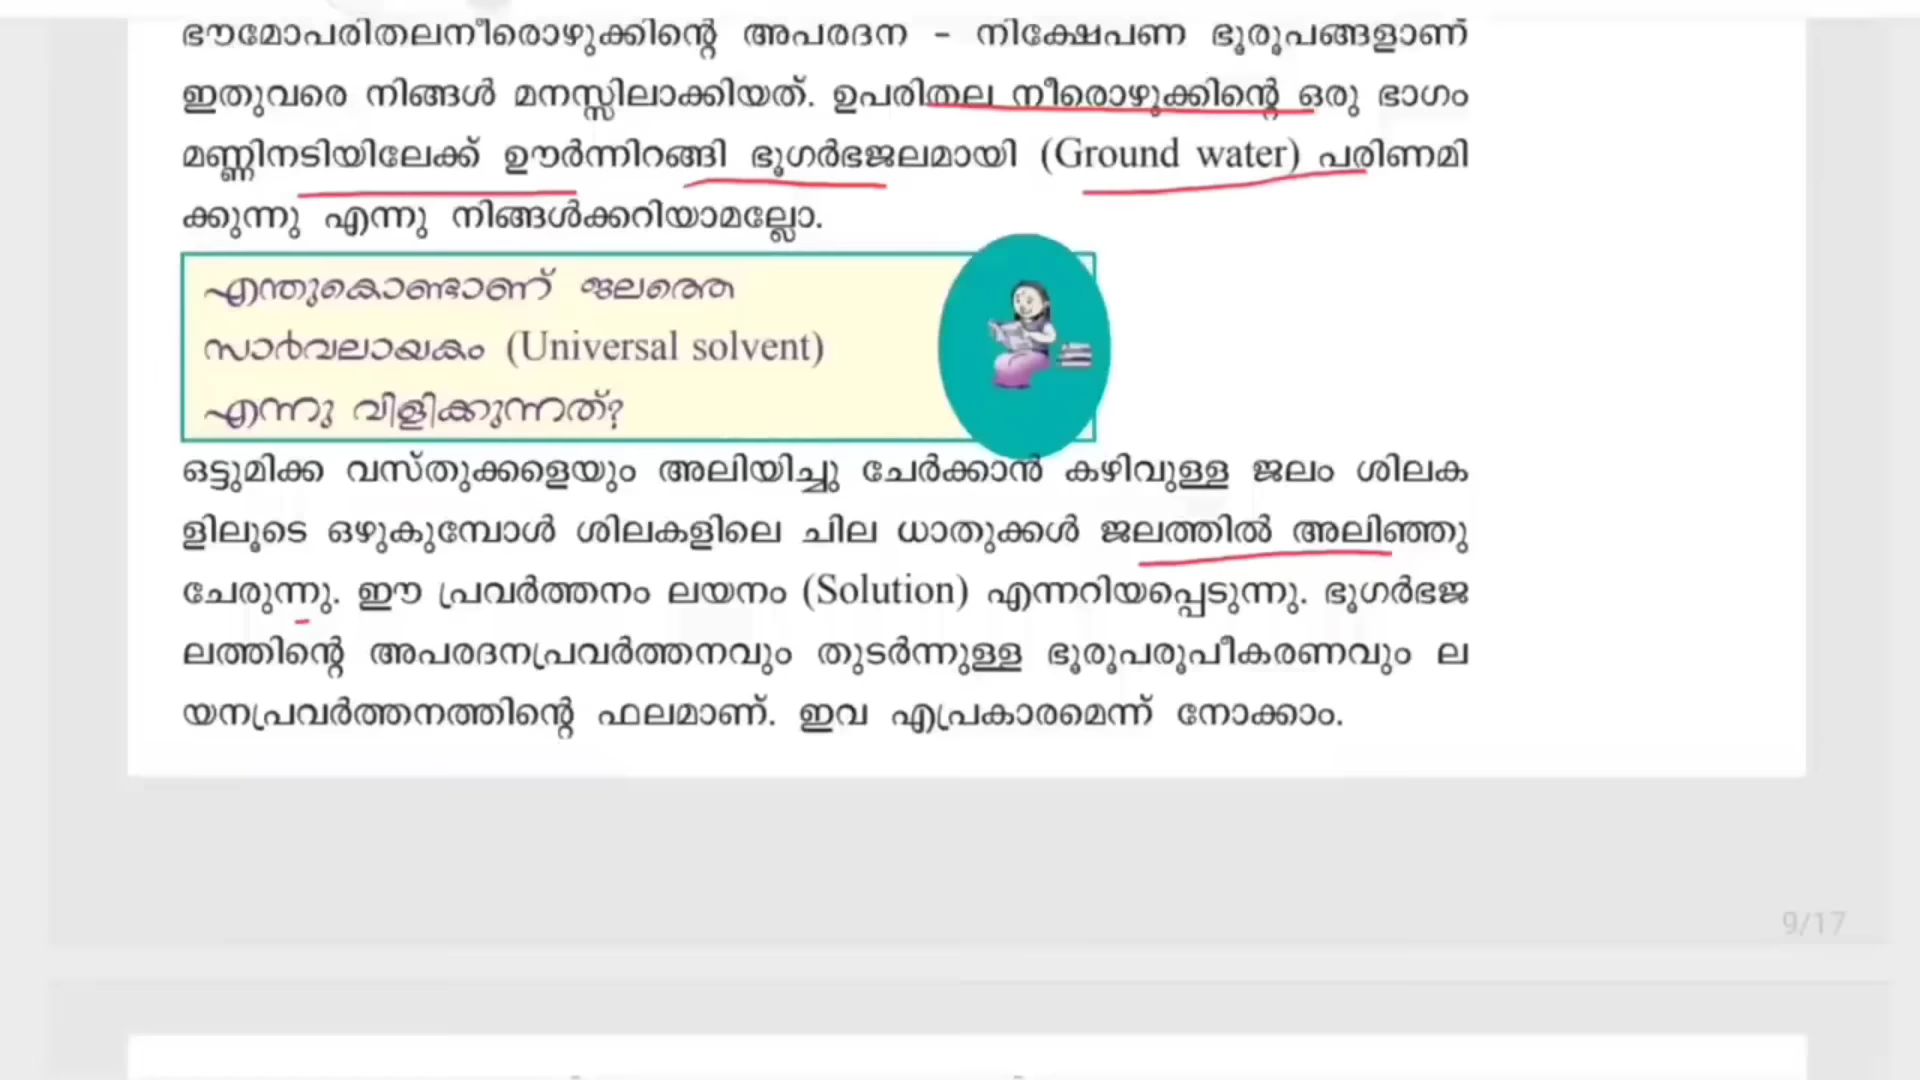 ഭൗമോപരിതലനീരൊഴുക്കിന്റെ അപരദന - നിക്ഷേപണ ഭൂരൂപങ്ങളാണ്
ഇതുവരെ നിങ്ങൾ മനസ്സിലാക്കിയത്. ഉപരിതല നീരൊഴുക്കിന്റെ ഒരു ഭാഗം
മണ്ണിനടിയിലേക്ക് ഊർന്നിറങ്ങി ഭൂഗർഭജലമായി (Ground water) പരിണമി
ക്കുന്നു എന്നു നിങ്ങൾക്കറിയാമല്ലോ.
എന്തുകൊണ്ടാണ് ജലത്തെ
സാർവലായകം (Universal solvent)
എന്നു വിളിക്കുന്നത്?
ഒട്ടുമിക്ക വസ്തുക്കളെയും അലിയിച്ചു ചേർക്കാൻ കഴിവുള്ള ജലം ശിലക
ളിലൂടെ ഒഴുകുമ്പോൾ ശിലകളിലെ ചില ധാതുക്കൾ ജലത്തിൽ അലിഞ്ഞു
ചേരുന്നു. ഈ പ്രവർത്തനം ലയനം (Solution) എന്നറിയപ്പെടുന്നു. ഭൂഗർഭജ
ലത്തിന്റെ അപരദനപ്രവർത്തനവും തുടർന്നുള്ള ഭൂരൂപരൂപീകരണവും ല
യനപ്രവർത്തനത്തിന്റെ ഫലമാണ്. ഇവ എപ്രകാരമെന്ന് നോക്കാം.
9/17